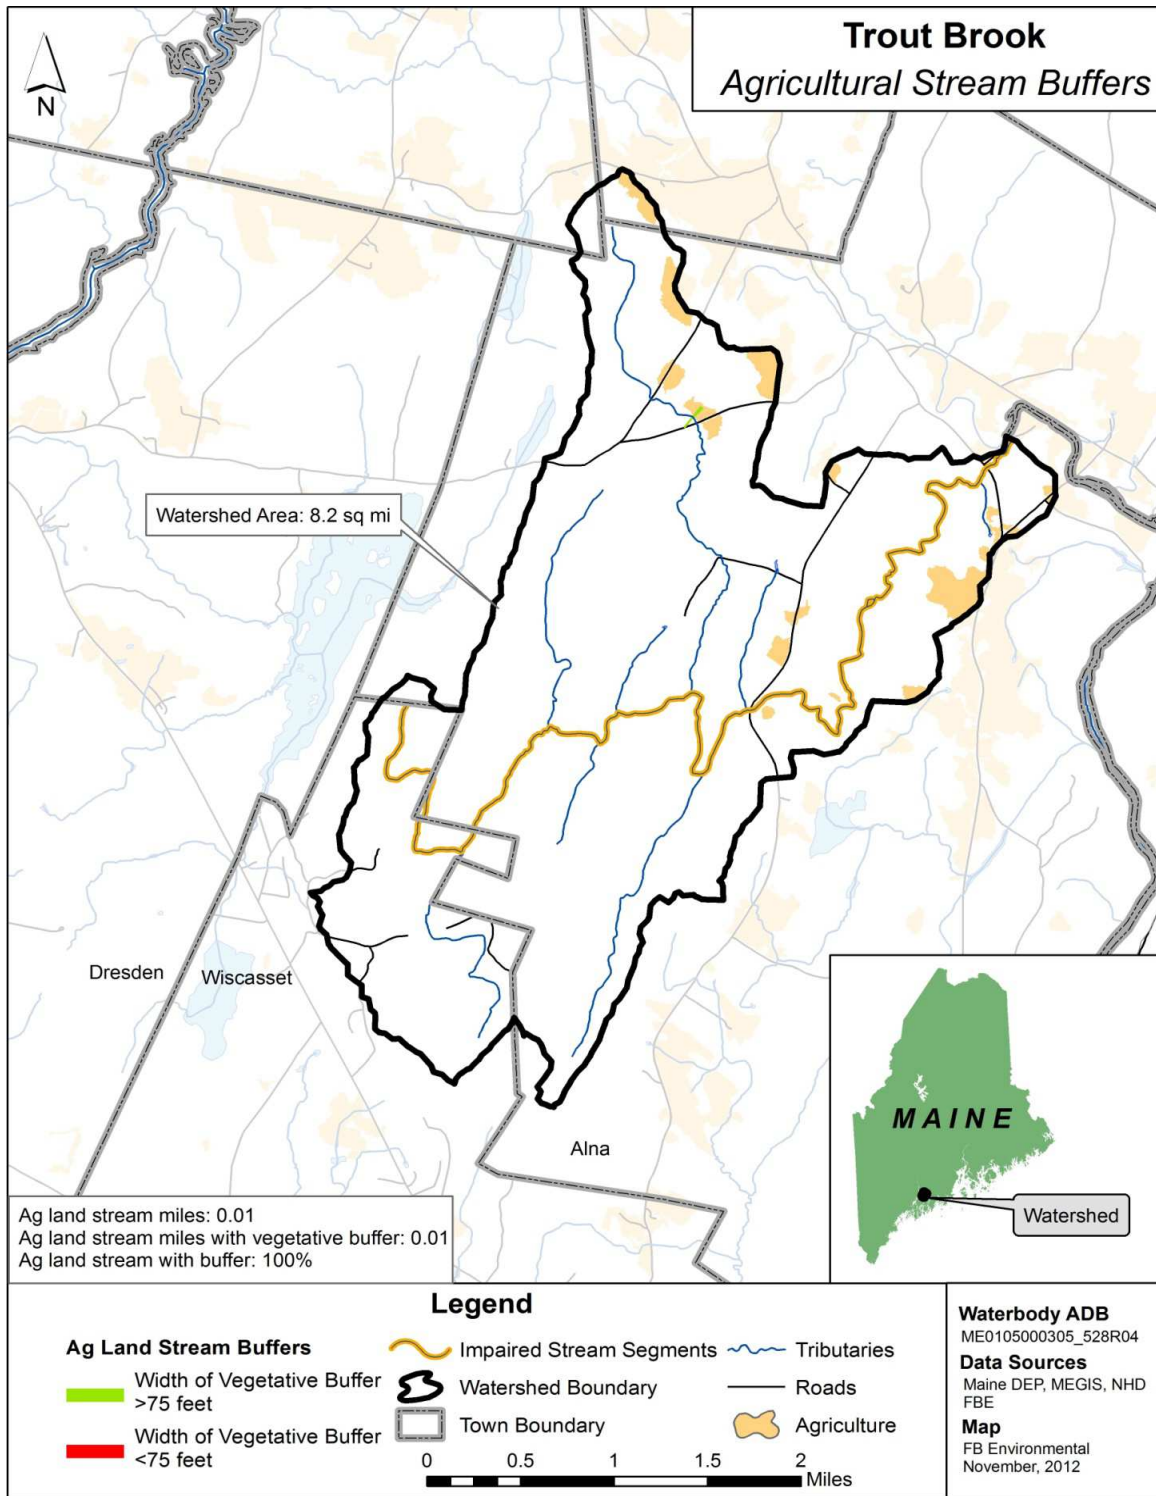 Trout Brook
Agricultural Stream Buffers
N
Watershed Area: 8.2 sq mi
Dresden
Wiscasset
Alna
MAINE
Watershed
Ag land stream miles: 0.01
Ag land stream miles with vegetative buffer: 0.01
Ag land stream with buffer: 100%
Legend
Ag Land Stream Buffers
Width of Vegetative Buffer
>75 feet
Width of Vegetative Buffer
<75 feet
Impaired Stream Segments
Watershed Boundary
Town Boundary
Tributaries
Roads
Agriculture
0 0.5 1 1.5 2
Miles
Waterbody ADB
ME0105000305_528R04
Data Sources
Maine DEP, MEGIS, NHD
FBE
Map
FB Environmental
November, 2012